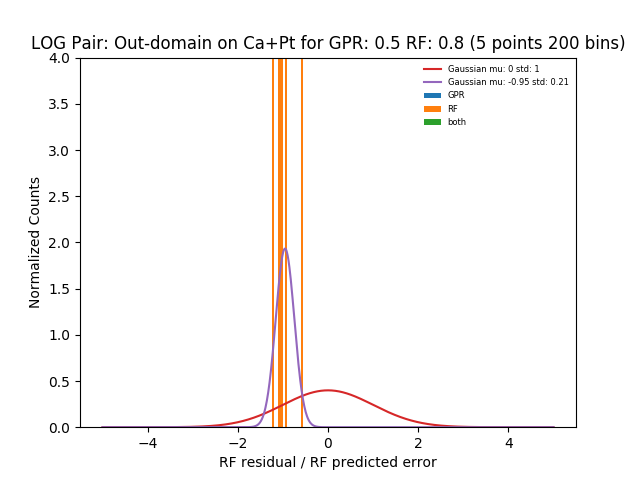 LOG Pair: Out-domain on Ca+Pt for GPR: 0.5 RF: 0.8 (5 points 200 bins)
Gaussian mu: 0 std: 1
Gaussian mu: -0.95 std: 0.21
GPR
RF
both
Normalized Counts
4.0
3.5
3.0
2.5
2.0
1.5
1.0
0.5
0.0
−4 −2 0 2 4
RF residual / RF predicted error